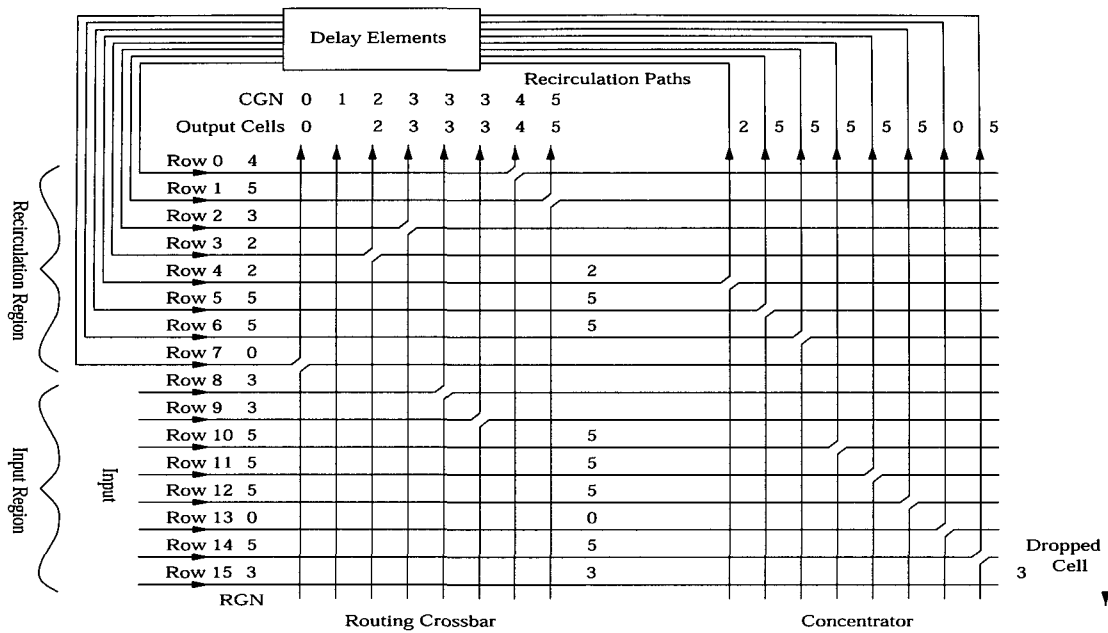 Delay Elements
Recirculation Paths
CGN 0 1 2 3 3 3 4 5
Output Cells 0 2 3 3 3 4 5 2 5 5 5 5 5 0 5
Row 0 4
Row 1 5
Row 2 3
Row 3 2
Row 4 2 2
Row 5 5 5
Row 6 5 5
Row 7 0
Row 8 3
Row 9 3
Row 10 5 5
Row 11 5 5
Row 12 5 5
Row 13 0 0
Row 14 5 5
Row 15 3 3
RGN
Recirculation Region
Input Region
Input
Dropped
Cell
3
Routing Crossbar
Concentrator